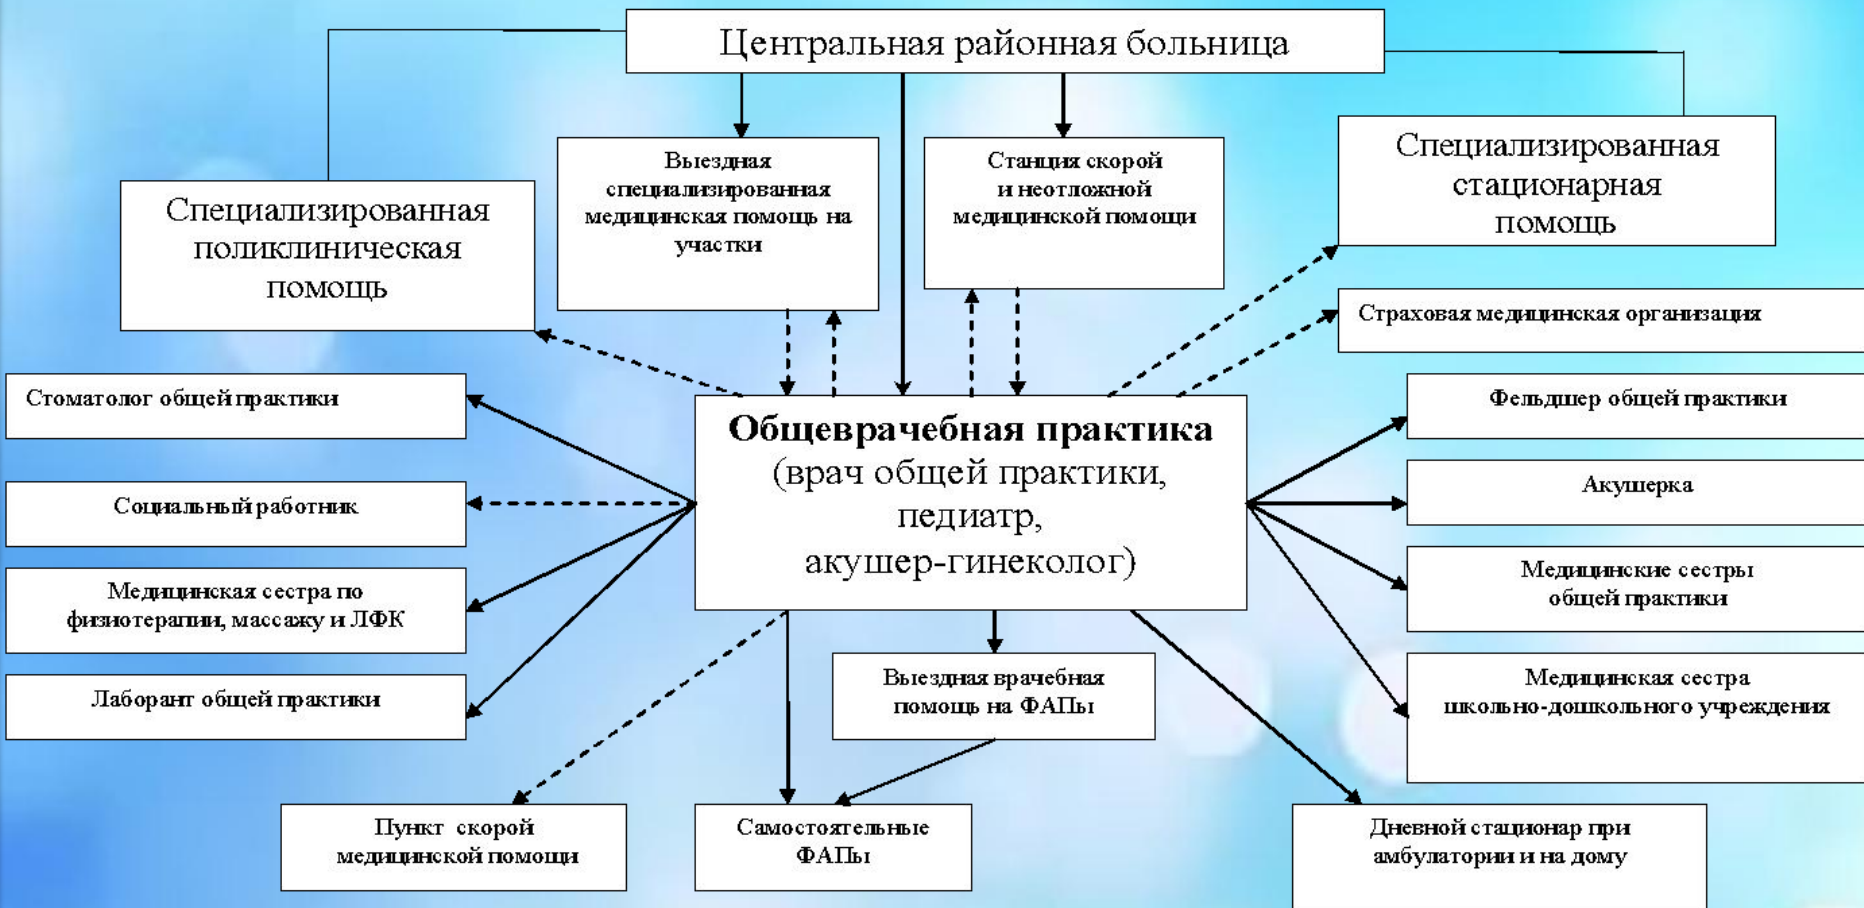 Центральная районная больница
Специализированная
поликлиническая
помощь
Выездная
специализированная
медицинская помощь на
участки
Станция скорой
и неотложной
медицинской помощи
Специализированная
стационарная
помощь
Страховая медицинская организация
Стоматолог общей практики
Социальный работник
Медицинская сестра по
физиотерапии, массажу и ЛФК
Лаборант общей практики
Общеврачебная практика
(врач общей практики,
педиатр,
акушер-гинеколог)
Фельдшер общей практики
Акушерка
Медицинские сестры
общей практики
Медицинская сестра
школьно-дошкольного учреждения
Выездная врачебная
помощь на ФАПы
Пункт скорой
медицинской помощи
Самостоятельные
ФАПы
Дневной стационар при
амбулатории и на дому